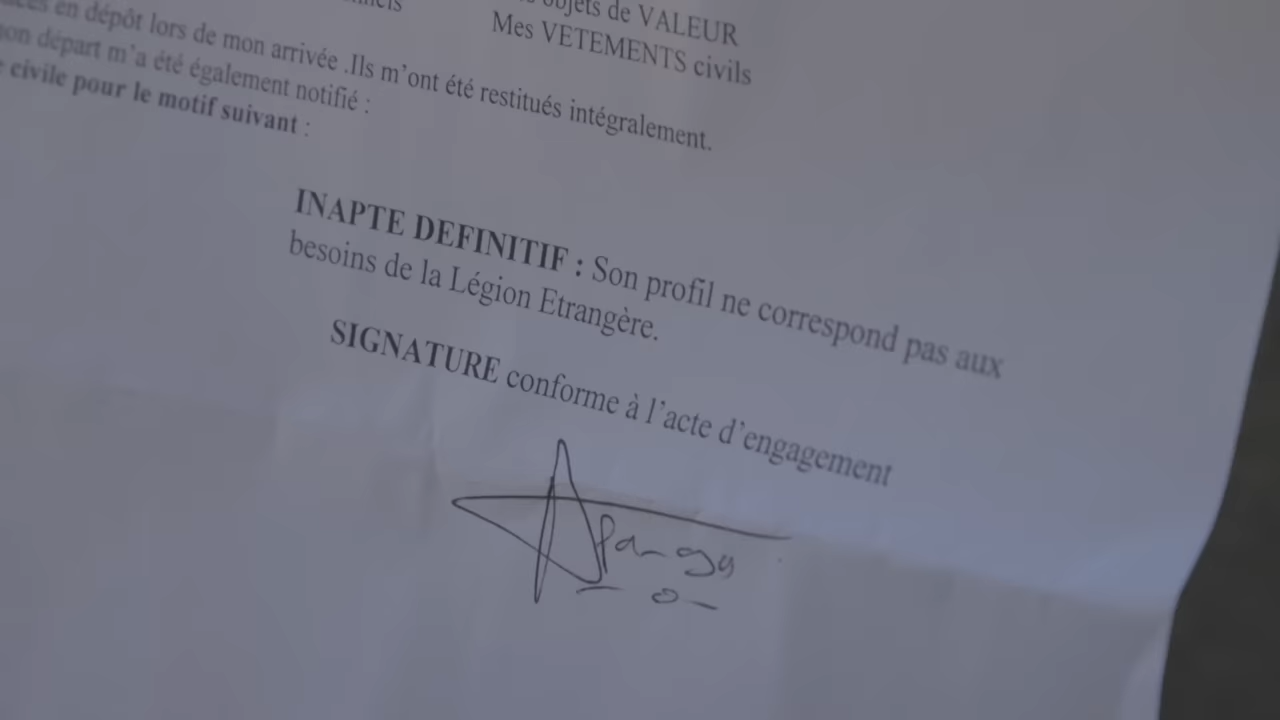 objets de VALEUR
Mes VETEMENTS civils
en dépôt lors de mon arrivée .Ils m’ont été restitués intégralement.
mon départ m’a été également notifié :
civile pour le motif suivant :
INAPTE DEFINITIF : Son profil ne correspond pas aux
besoins de la Légion Etrangère.
SIGNATURE conforme à l’acte d’engagement